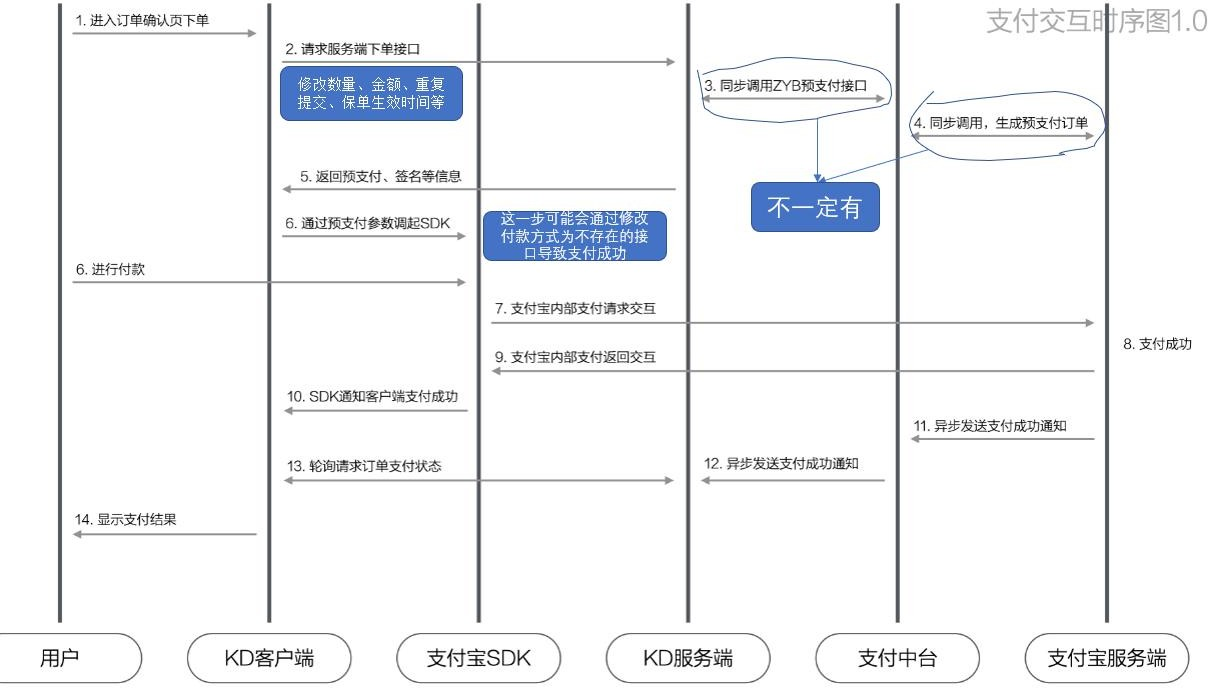 支付交互时序图1.0
1. 进入订单确认页下单
2. 请求服务端下单接口
修改数量、金额、重复
提交、保单生效时间等
3. 同步调用ZYB预支付接口
4. 同步调用，生成预支付订单
5. 返回预支付、签名等信息
不一定有
6. 通过预支付参数调起SDK
这一步可能会通过修改
付款方式为不存在的接
口导致支付成功
6. 进行付款
7. 支付宝内部支付请求交互
8. 支付成功
9. 支付宝内部支付返回交互
10. SDK通知客户端支付成功
11. 异步发送支付成功通知
12. 异步发送支付成功通知
13. 轮询请求订单支付状态
14. 显示支付结果
用户
KD客户端
支付宝SDK
KD服务端
支付中台
支付宝服务端